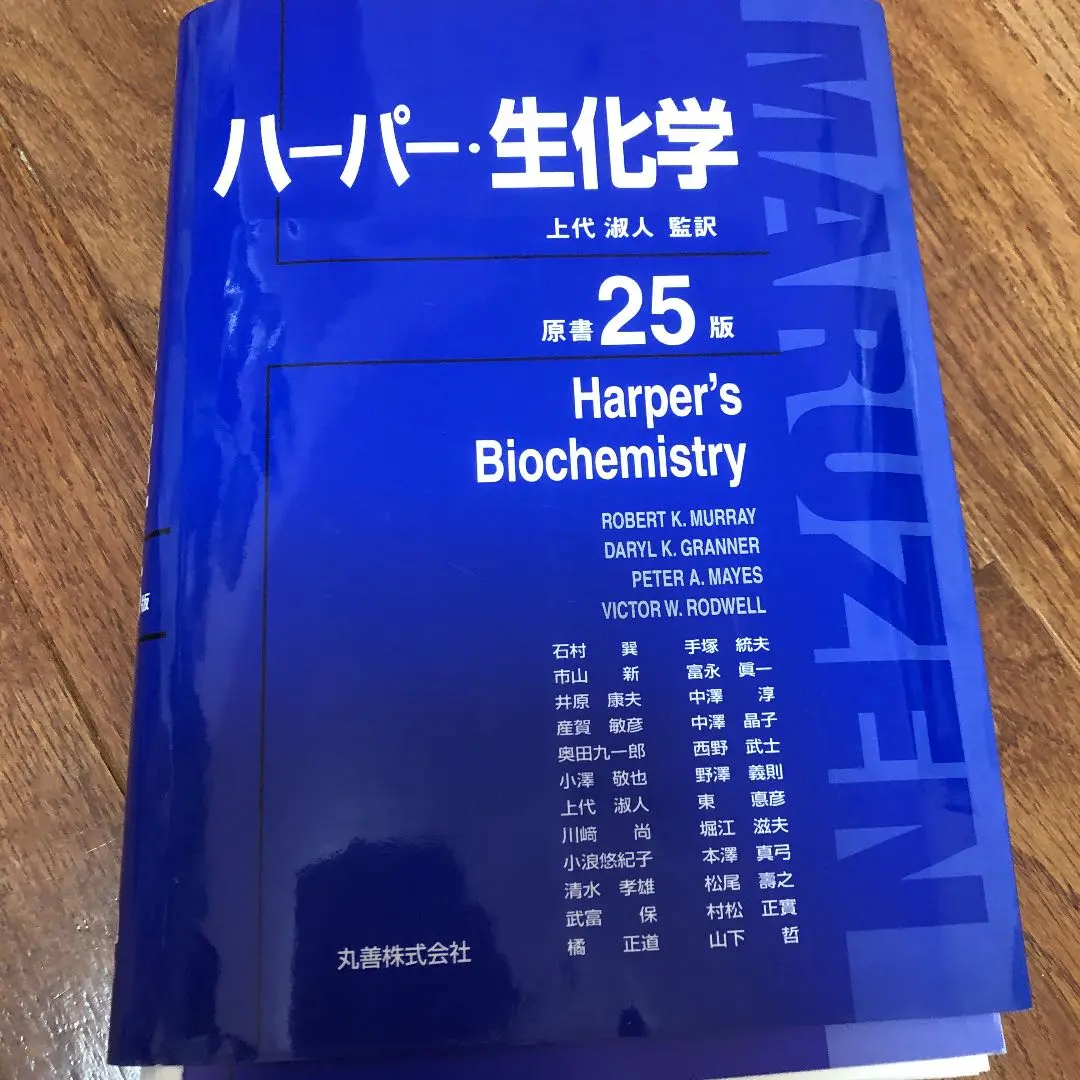 ハーパー・生化学
上代 淑人 監訳
原書25版
Harper's
Biochemistry
ROBERT K. MURRAY
DARYL K. GRANNER
PETER A. MAYES
VICTOR W. RODWELL
石村 巽 手塚 統夫
市山 新 富永 眞一
井原 康夫 中澤 淳
産賀 敏彦 中澤 晶子
奥田九一郎 西野 武士
小澤 敬也 野澤 義則
上代 淑人 東 悳彦
川﨑 尚 堀江 滋夫
小浪悠紀子 本澤 真弓
清水 孝雄 松尾 壽之
武富 保 村松 正實
橘 正道 山下 哲
丸善株式会社
MARUZEN
版